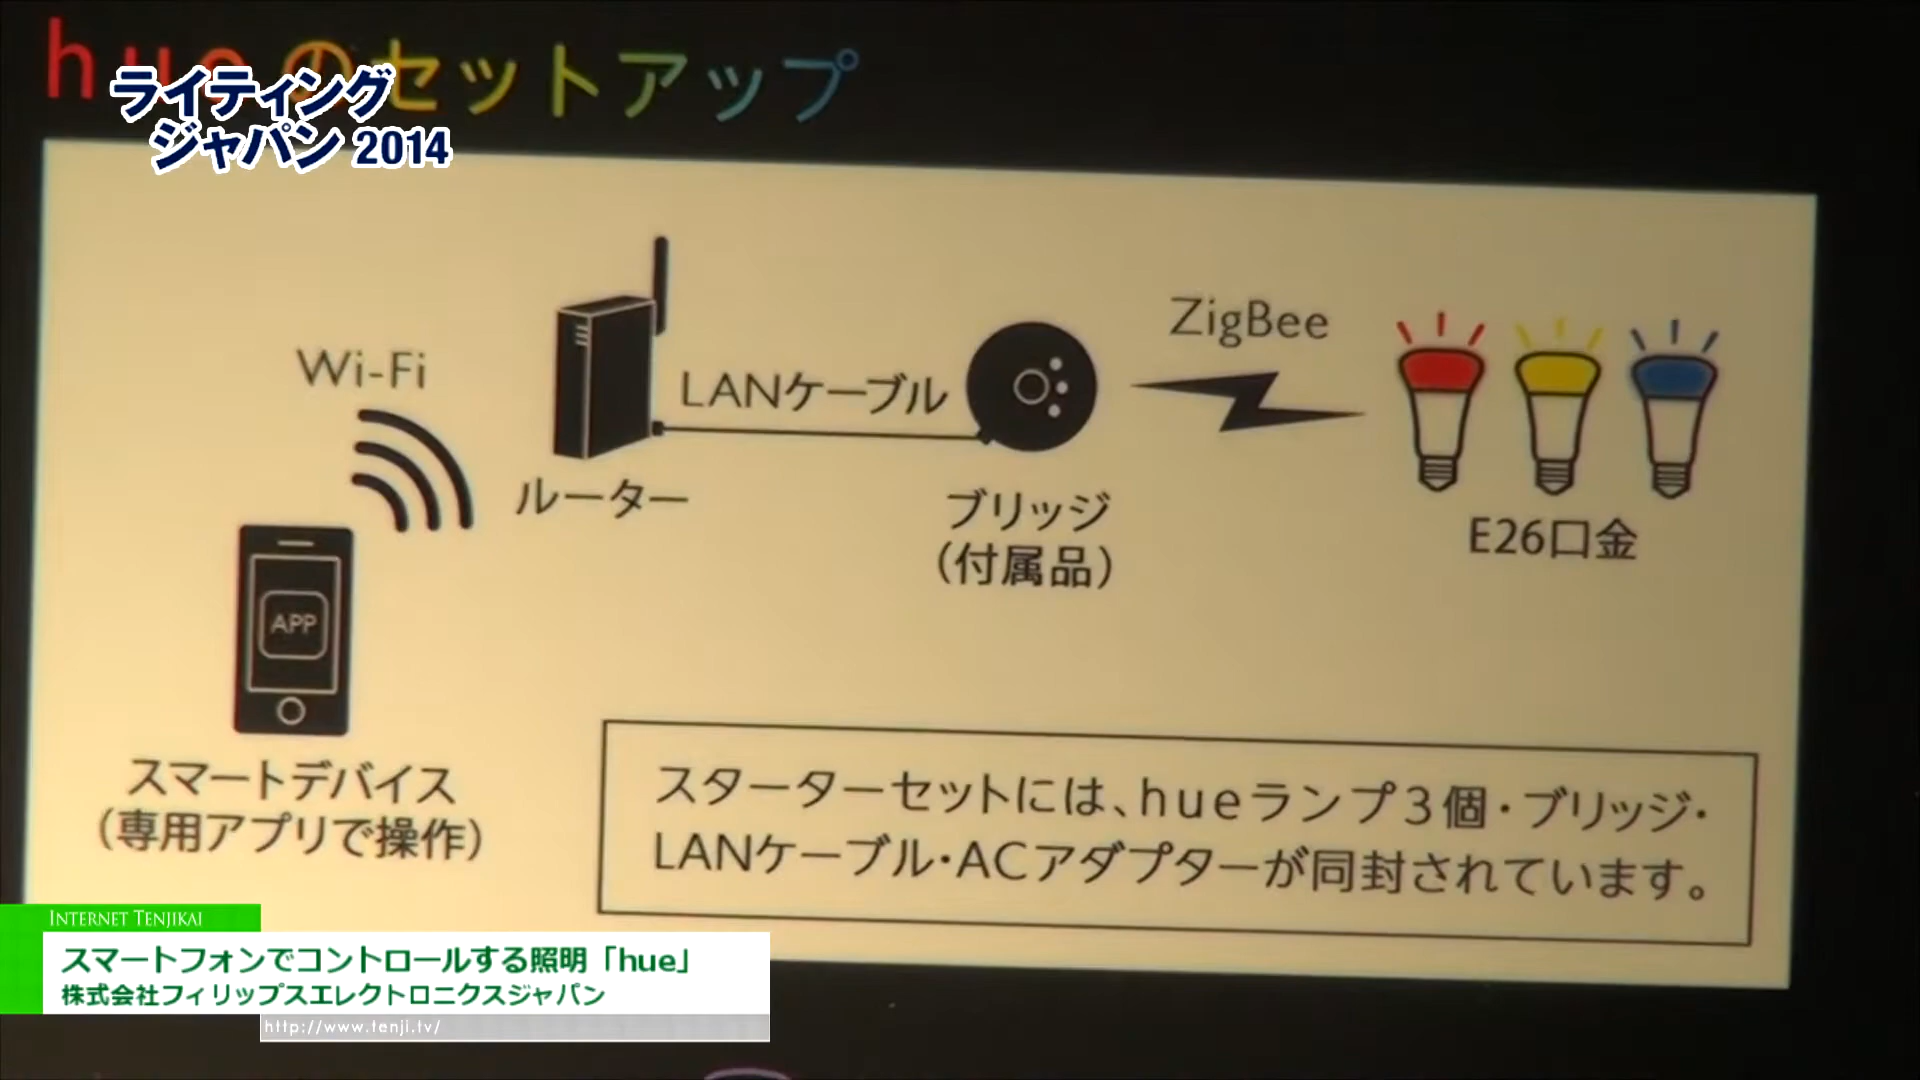 hueのセットアップ
ライティング
ジャパン 2014
Wi-Fi
ルーター
LANケーブル
ブリッジ
(付属品)
ZigBee
E26口金
APP
スマートデバイス
(専用アプリで操作)
スターターセットには、hueランプ3個・ブリッジ・
LANケーブル・ACアダプターが同封されています。
INTERNET TENJIKAI
スマートフォンでコントロールする照明「hue」
株式会社フィリップスエレクトロニクスジャパン
http://www.tenji.tv/